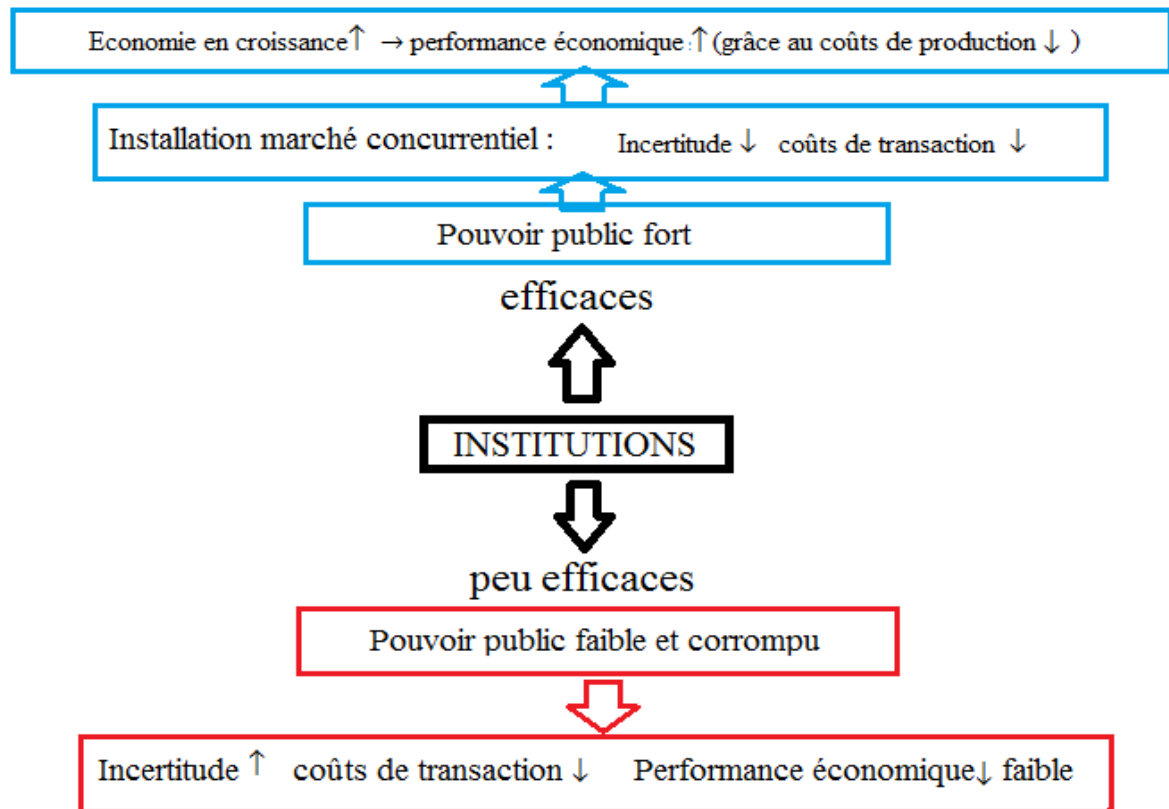 Economie en croissance↑ → performance économique :↑(grâce au coûts de production ↓ )
Installation marché concurrentiel : Incertitude ↓ coûts de transaction ↓
Pouvoir public fort
efficaces
INSTITUTIONS
peu efficaces
Pouvoir public faible et corrompu
Incertitude ↑ coûts de transaction ↓ Performance économique↓ faible